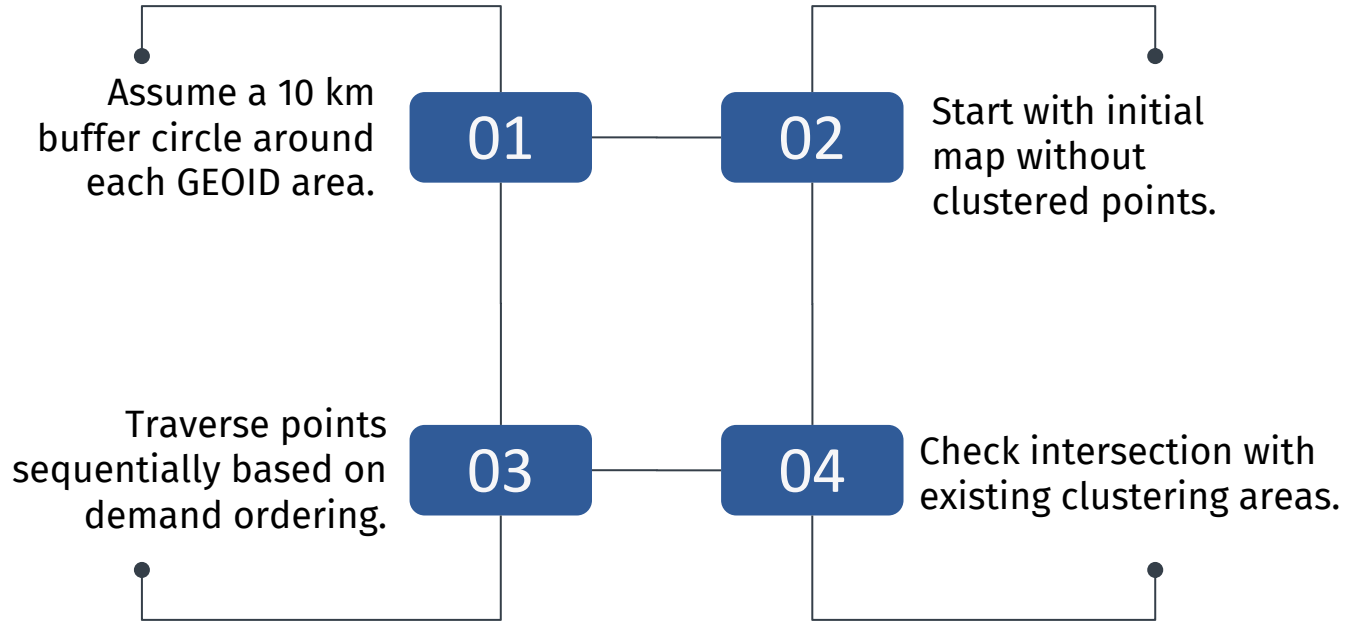 Assume a 10 km
buffer circle around
each GEOID area.
01
02
Start with initial
map without
clustered points.
Traverse points
sequentially based on
demand ordering.
03
04
Check intersection with
existing clustering areas.